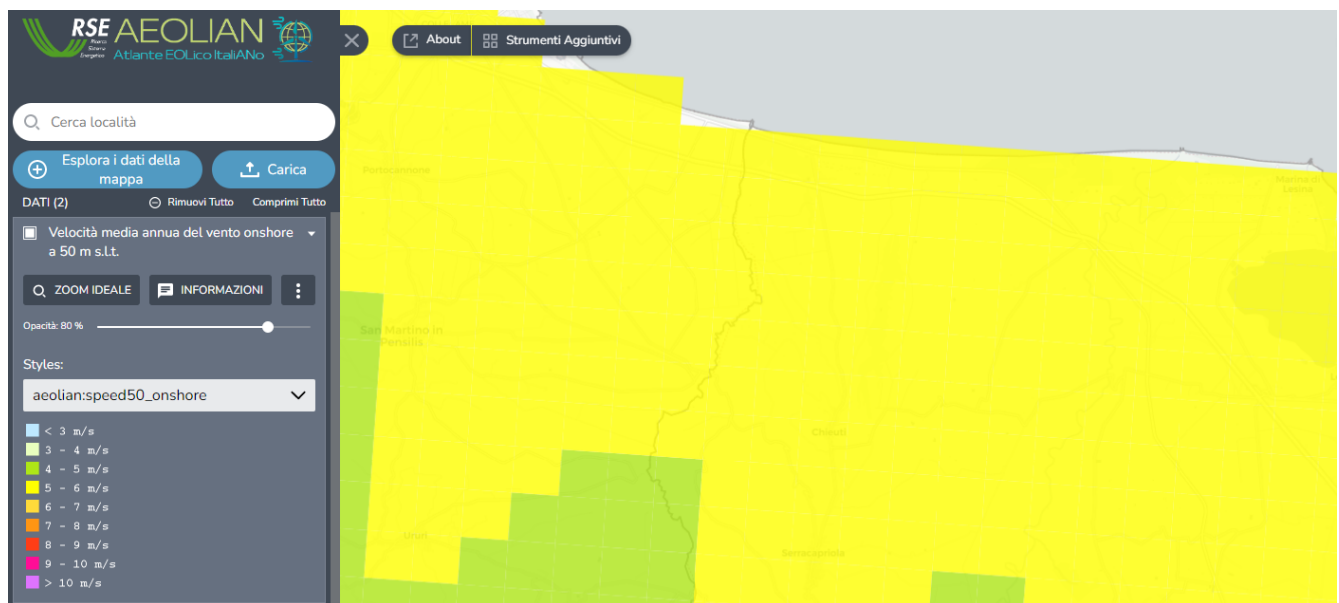 RSE AEOLIAN
Ricerca
Sistema
Energetico
Atlante EOLico ItaliANo
About
Strumenti Aggiuntivi
Cerca località
Esplora i dati della
mappa
Carica
DATI (2)
Rimuovi Tutto
Comprimi Tutto
Velocità media annua del vento onshore
a 50 m s.l.t.
ZOOM IDEALE
INFORMAZIONI
Opacità: 80 %
Styles:
aeolian:speed50_onshore
< 3 m/s
3 - 4 m/s
4 - 5 m/s
5 - 6 m/s
6 - 7 m/s
7 - 8 m/s
8 - 9 m/s
9 - 10 m/s
> 10 m/s
Portocannone
Marina di
Lesina
San Martino in
Pensilis
Chieuti
Ururi
Serracapriola